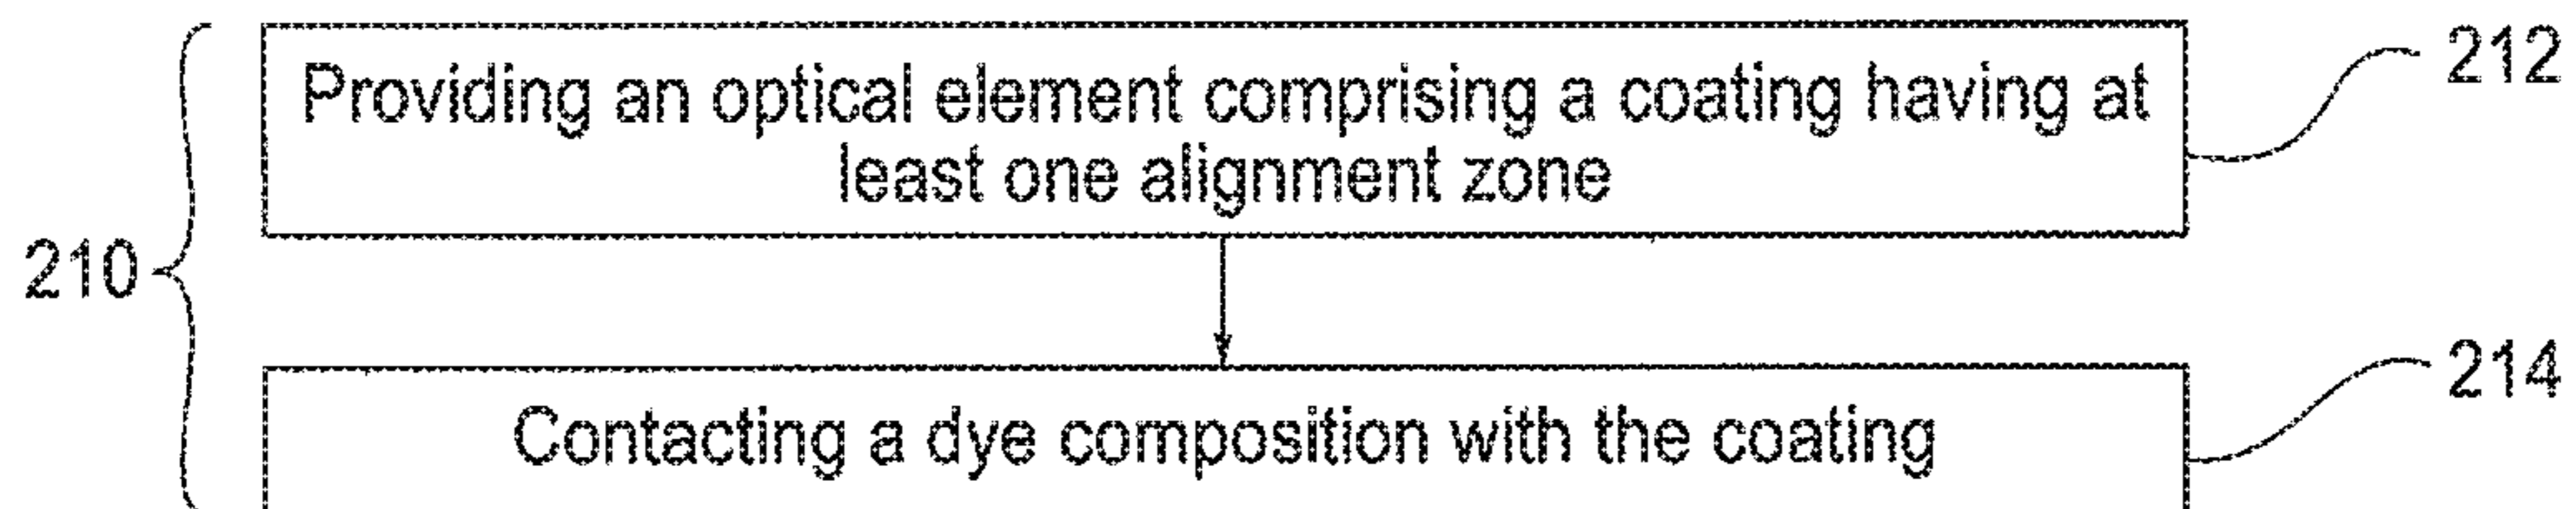 Providing an optical element comprising a coating having at
least one alignment zone
212
210
Contacting a dye composition with the coating
214